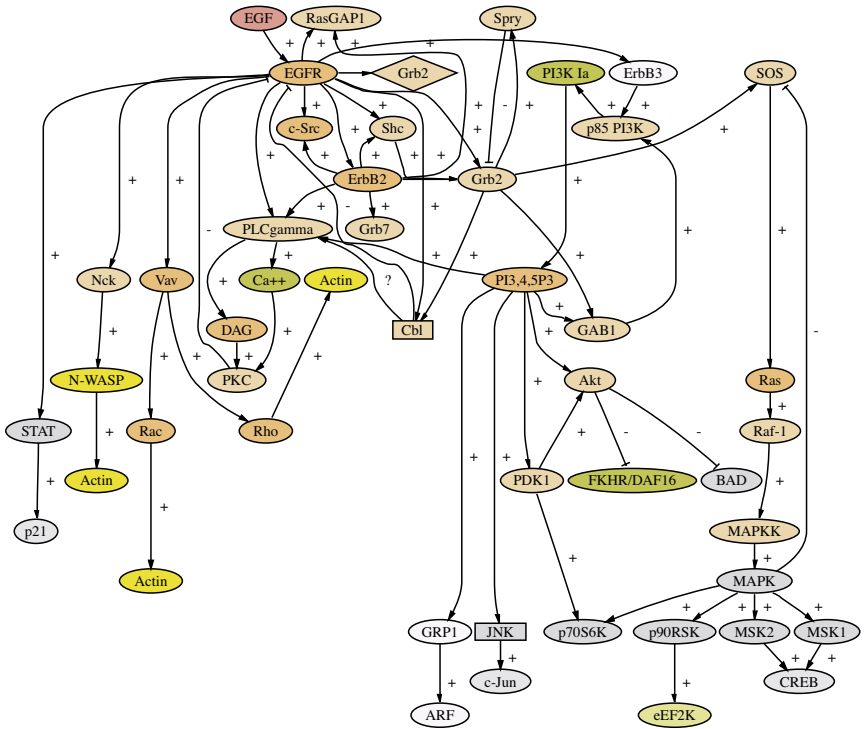 EGF
RasGAP1
Spry
+
+
+
EGFR
Grb2
PI3K Ia
ErbB3
SOS
+
+
-
+
+
+
c-Src
Shc
p85 PI3K
+
+
+
+
+
+
ErbB2
Grb2
+
+
+
-
+
+
PLCgamma
Grb7
-
+
+
+
+
+
+
Nck
Vav
Ca++
Actin
?
PI3,4,5P3
+
+
DAG
Cbl
GAB1
+
-
+
+
+
+
+
+
N-WASP
PKC
Akt
Ras
+
+
STAT
+
Rac
Rho
+
-
-
Raf-1
+
+
+
Actin
PDK1
FKHR/DAF16
BAD
+
+
p21
MAPKK
+
+
Actin
MAPK
+
+
+
+
GRP1
JNK
p70S6K
p90RSK
MSK2
MSK1
+
+
+
+
c-Jun
CREB
+
+
ARF
eEF2K